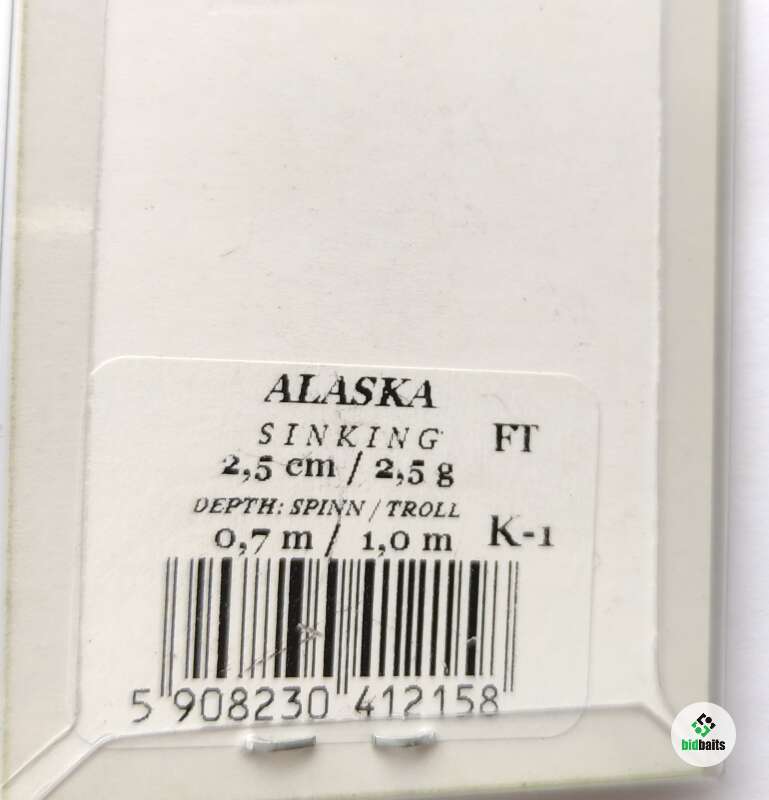 ALASKA
SINKING FT
2,5 cm / 2,5 g
DEPTH: SPINN / TROLL
0,7 m / 1,0 m K-1
5 908230 412158
bidbaits